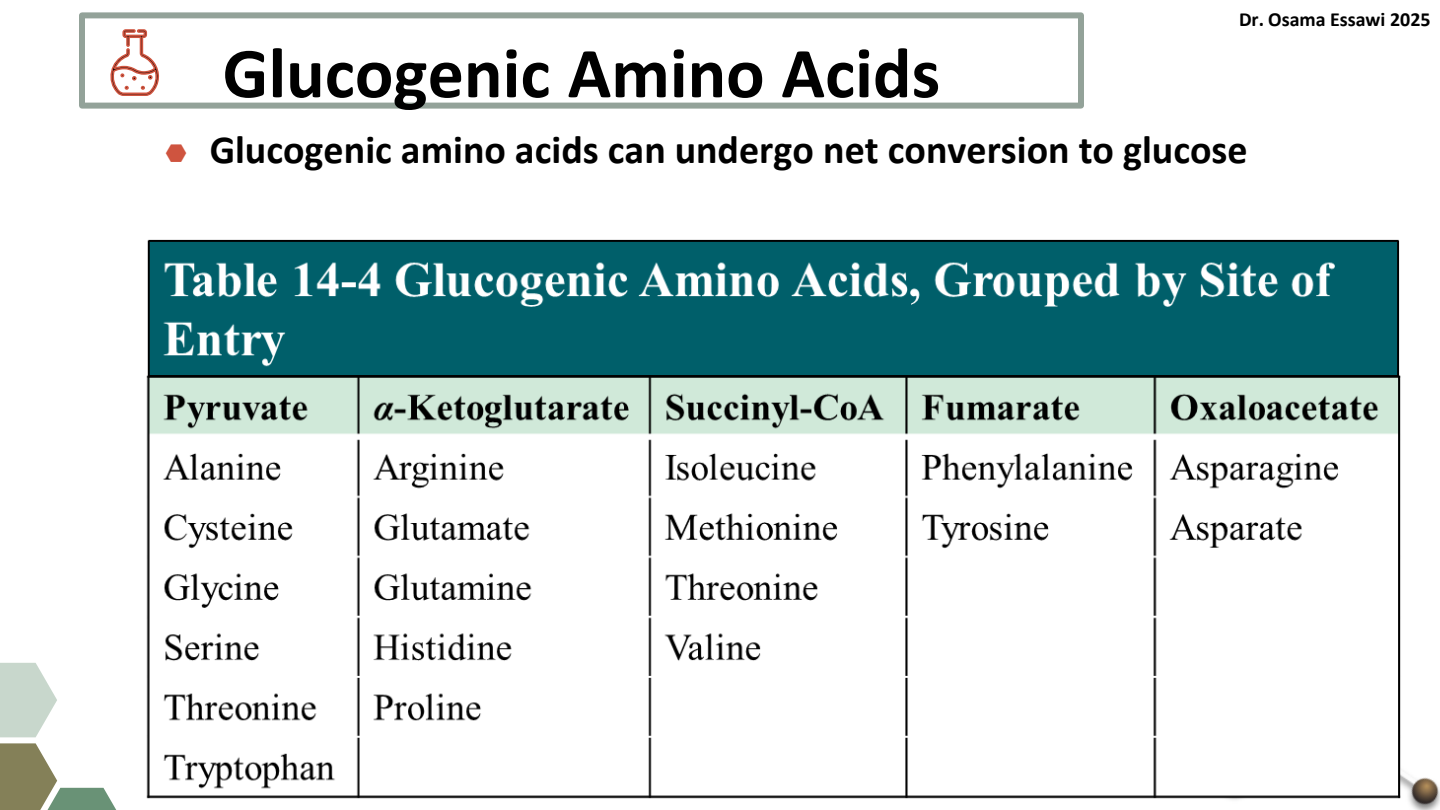 Dr. Osama Essawi 2025
Glucogenic Amino Acids
Glucogenic amino acids can undergo net conversion to glucose
Table 14-4 Glucogenic Amino Acids, Grouped by Site of
Entry
Pyruvate α-Ketoglutarate Succinyl-CoA Fumarate Oxaloacetate
Alanine Arginine Isoleucine Phenylalanine Asparagine
Cysteine Glutamate Methionine Tyrosine Asparate
Glycine Glutamine Threonine
Serine Histidine Valine
Threonine Proline
Tryptophan